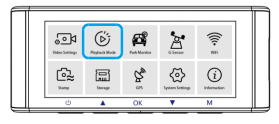 Video Settings Playback Mode Park Monitor G Sensor WiFi
Stamp Storage GPS System Settings Information
OK M